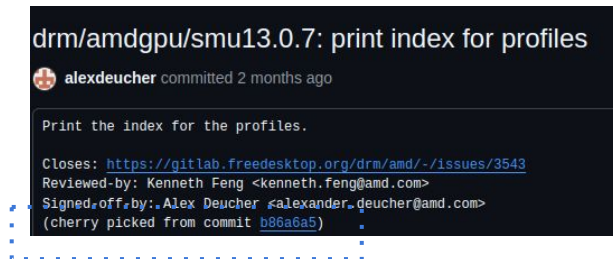 drm/amdgpu/smu13.0.7: print index for profiles
alexdeucher committed 2 months ago
Print the index for the profiles.
Closes: https://gitlab.freedesktop.org/drm/amd/-/issues/3543
Reviewed-by: Kenneth Feng <kenneth.feng@amd.com>
Signed-off-by: Alex Deucher <alexander.deucher@amd.com>
(cherry picked from commit b86a6a5)